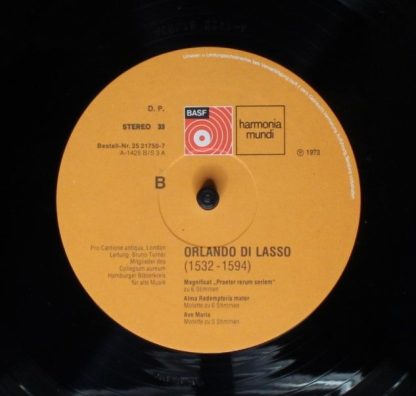 D. P.
STEREO 33
Bestell-Nr. 25 21750-7
A-1426 B/S 3 A
BASF
harmonia
mundi
Ⓟ 1973
B
Pro Cantione antiqua, London
Leitung: Bruno Turner
Mitglieder des
Collegium aureum
Hamburger Bläserkreis
für alte Musik
ORLANDO DI LASSO
(1532 - 1594)
Magnificat „Praeter rerum seriem"
zu 6 Stimmen
Alma Redemptoris mater
Motette zu 8 Stimmen
Ave Maria
Motette zu 5 Stimmen